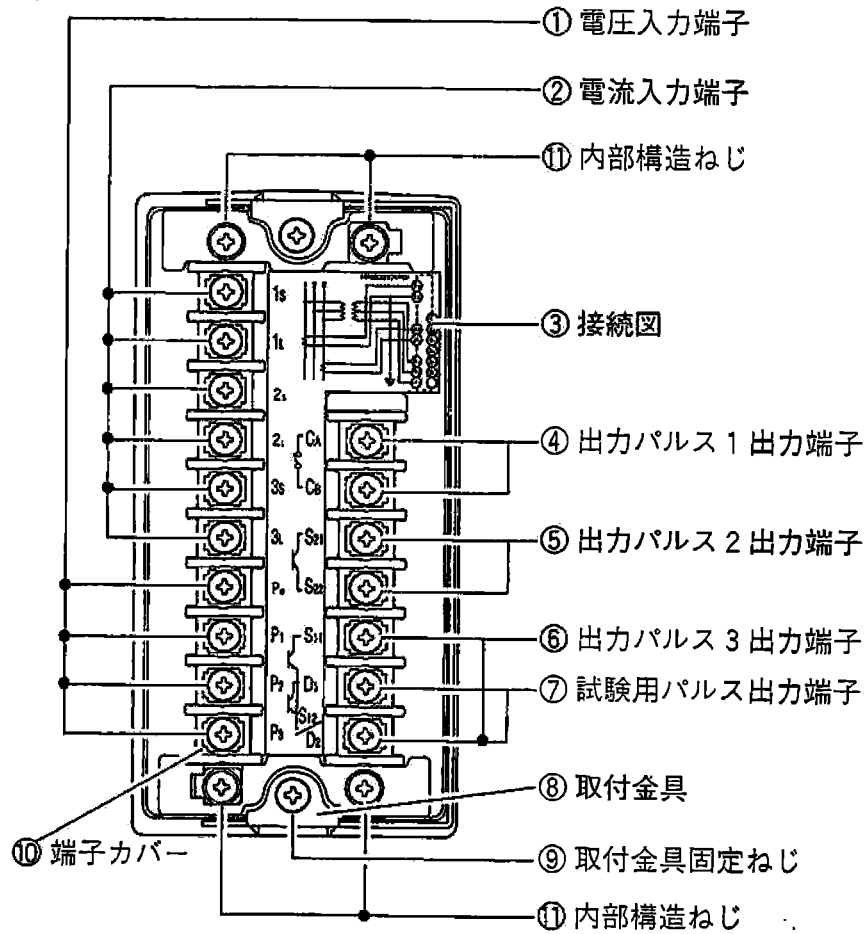 ① 電圧入力端子
② 電流入力端子
⑪ 内部構造ねじ
③ 接続図
④ 出力パルス1出力端子
⑤ 出力パルス2出力端子
⑥ 出力パルス3出力端子
⑦ 試験用パルス出力端子
⑧ 取付金具
⑨ 取付金具固定ねじ
⑩ 端子カバー
⑪ 内部構造ねじ
1S
1L
2s
2L CA
3S CB
3L S21
P0 S22
P1 S11
P2 D1
S12
P3 D2